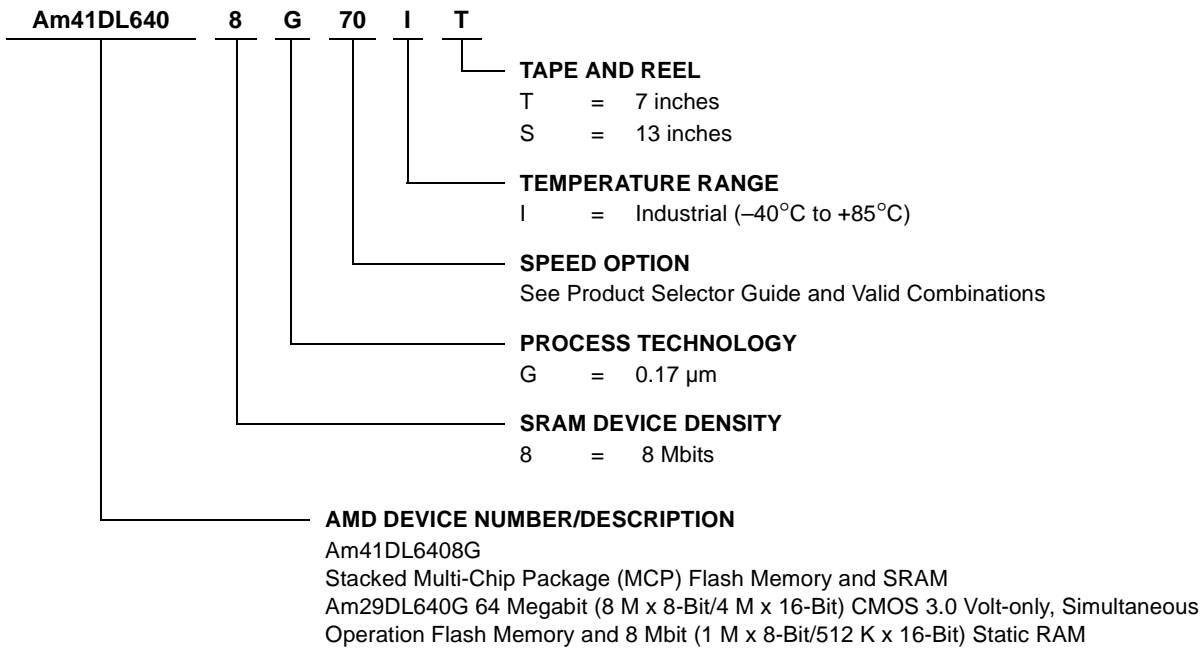 Am41DL640 8 G 70 I T
TAPE AND REEL
T = 7 inches
S = 13 inches
TEMPERATURE RANGE
I = Industrial (–40°C to +85°C)
SPEED OPTION
See Product Selector Guide and Valid Combinations
PROCESS TECHNOLOGY
G = 0.17 µm
SRAM DEVICE DENSITY
8 = 8 Mbits
AMD DEVICE NUMBER/DESCRIPTION
Am41DL6408G
Stacked Multi-Chip Package (MCP) Flash Memory and SRAM
Am29DL640G 64 Megabit (8 M x 8-Bit/4 M x 16-Bit) CMOS 3.0 Volt-only, Simultaneous
Operation Flash Memory and 8 Mbit (1 M x 8-Bit/512 K x 16-Bit) Static RAM